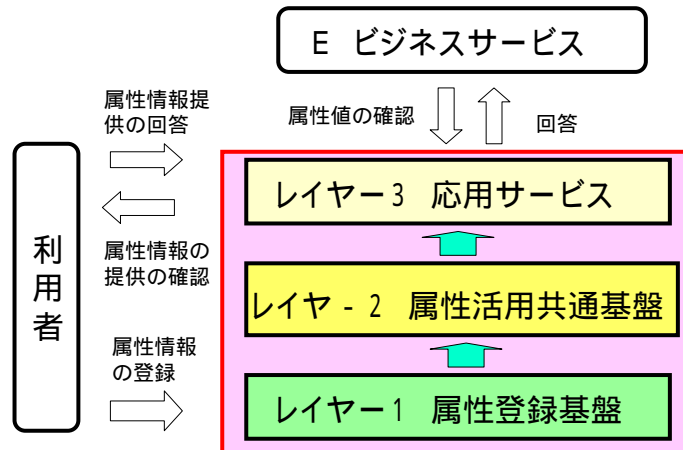 E ビジネスサービス
属性情報提
供の回答
属性値の確認
回答
レイヤー3 応用サービス
利用者
属性情報の
提供の確認
レイヤ-2 属性活用共通基盤
属性情報
の登録
レイヤー1 属性登録基盤